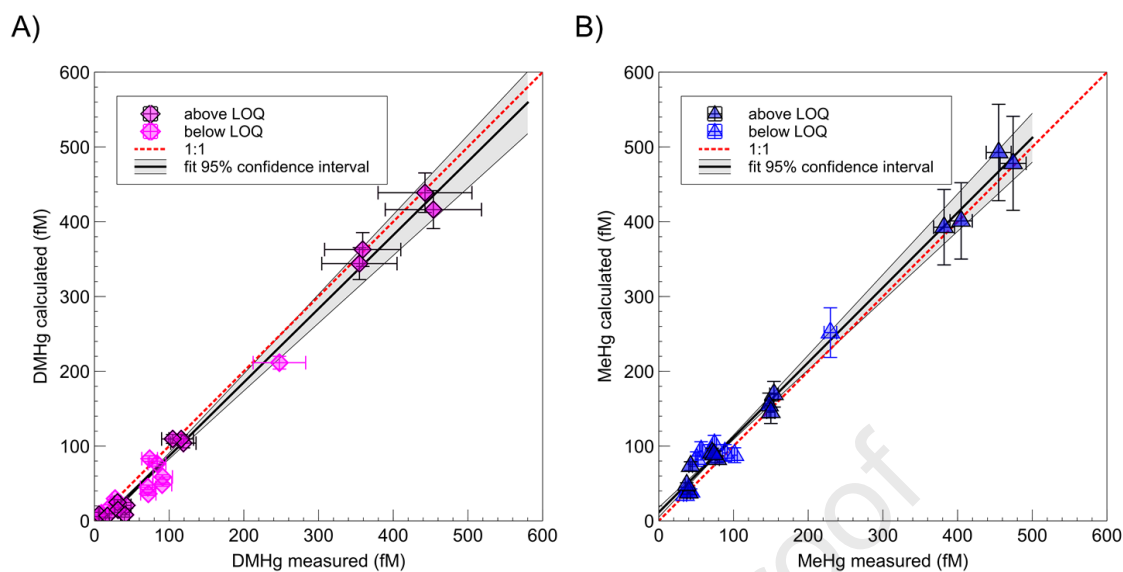 A)
B)
600
500
400
300
200
100
0
DMHg calculated (fM)
above LOQ
below LOQ
1:1
fit 95% confidence interval
0 100 200 300 400 500 600
DMHg measured (fM)
600
500
400
300
200
100
0
MeHg calculated (fM)
above LOQ
below LOQ
1:1
fit 95% confidence interval
0 100 200 300 400 500 600
MeHg measured (fM)
roof